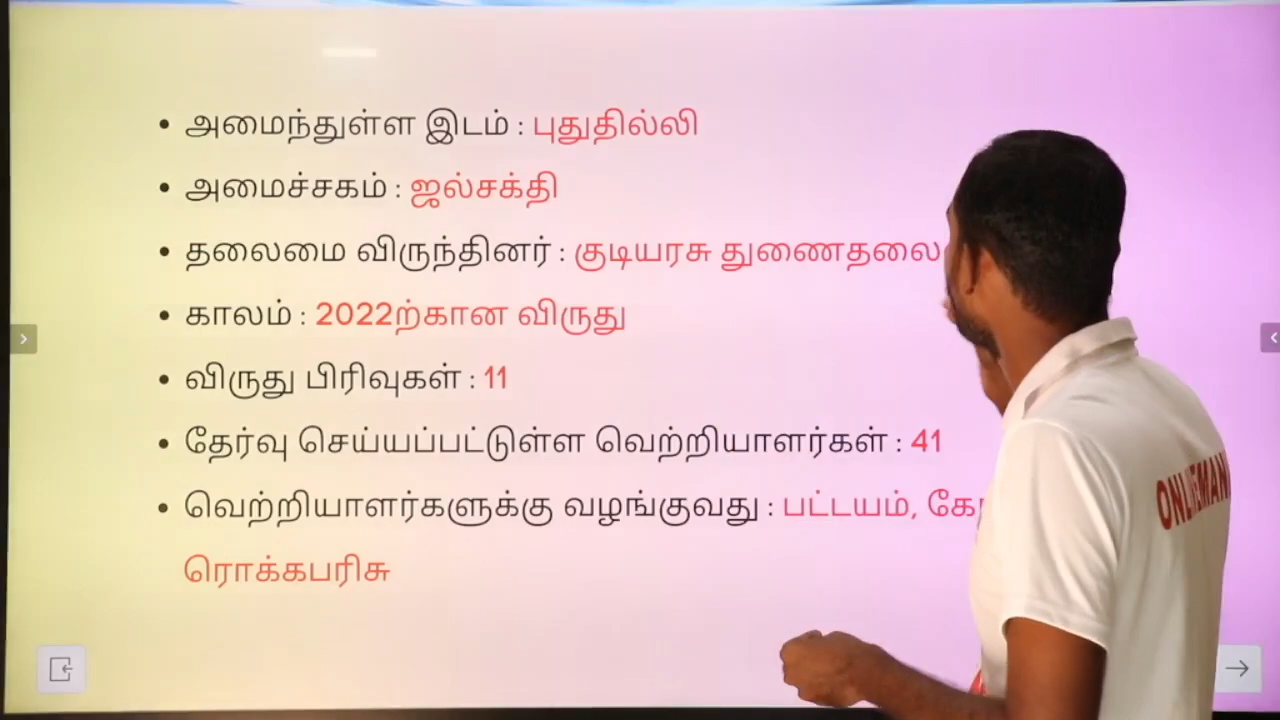 • அமைந்துள்ள இடம் : புதுதில்லி
• அமைச்சகம் : ஜல்சக்தி
• தலைமை விருந்தினர் : குடியரசு
• காலம் : 2022ற்கான விருது
• விருது பிரிவுகள் : 11
• தேர்வு செய்யப்பட்டுள்ள வெற்றியாளர்கள் : 41
• வெற்றியாளர்களுக்கு வழங்குவது : பட்டயம்,
ரொக்கபரிசு